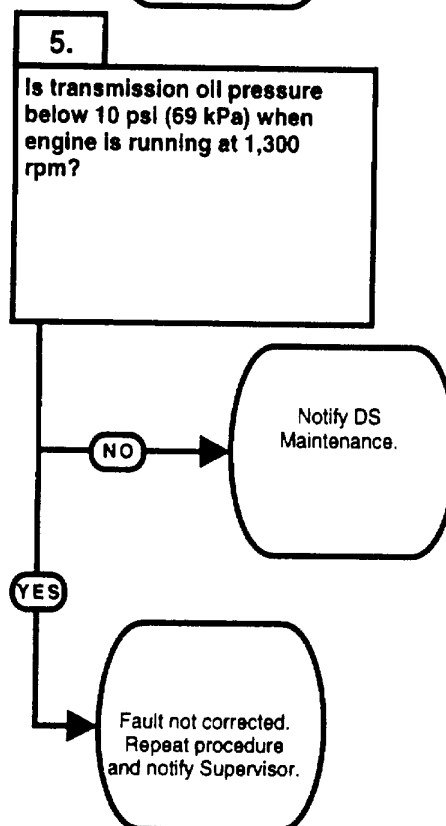 5.
Is transmission oil pressure
below 10 psi (69 kPa) when
engine is running at 1,300
rpm?
Notify DS
Maintenance.
NO
YES
Fault not corrected.
Repeat procedure
and notify Supervisor.